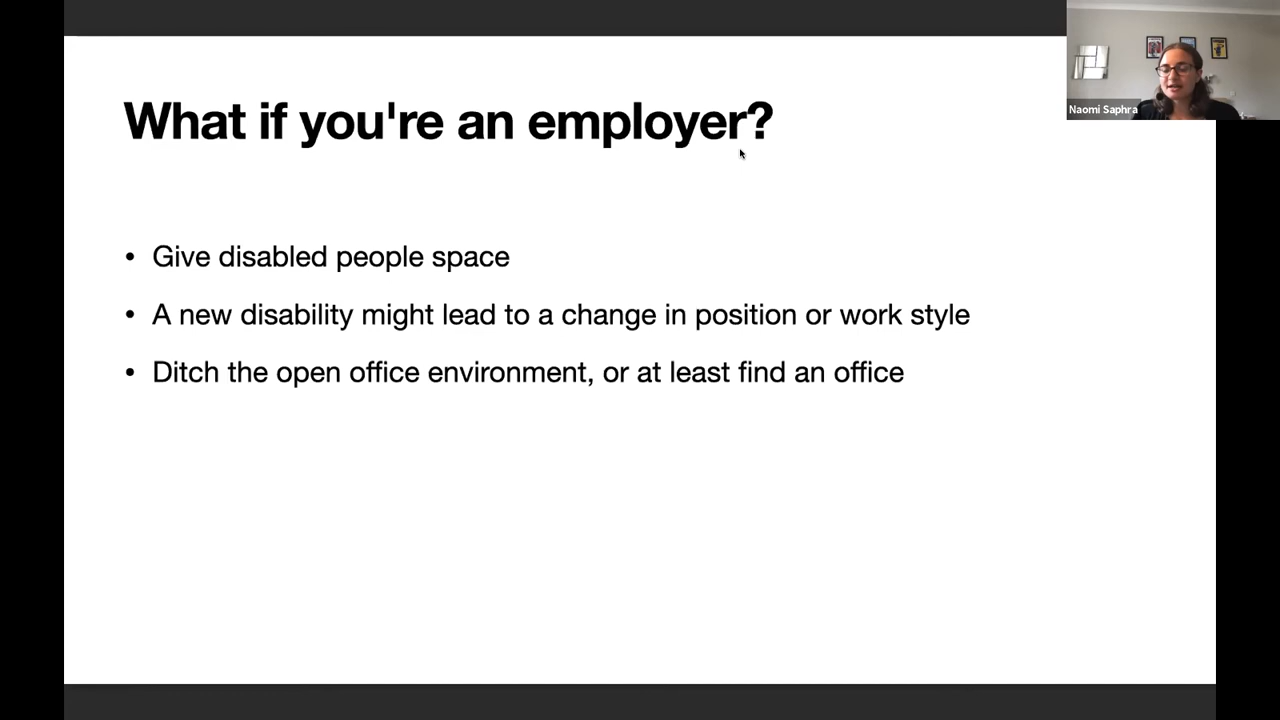 What if you're an employer?
Naomi Saphra
• Give disabled people space
• A new disability might lead to a change in position or work style
• Ditch the open office environment, or at least find an office